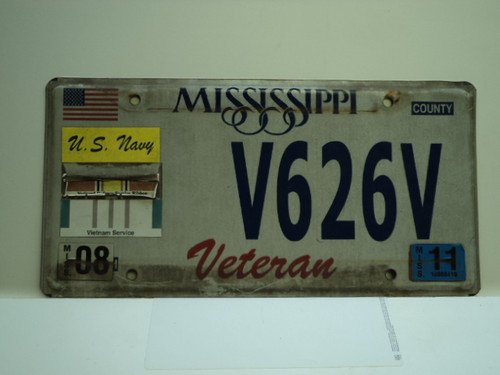 MISSISSIPPI
COUNTY
U.S. Navy
V626V
Vietnam Service
08
Veteran
11